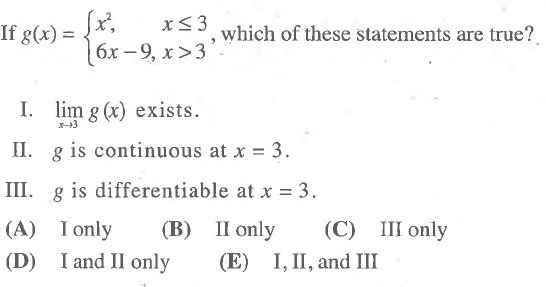 If g(x) = { x², x ≤ 3
6x – 9, x > 3 , which of these statements are true?
I. lim x→3 g (x) exists.
II. g is continuous at x = 3.
III. g is differentiable at x = 3.
(A) I only (B) II only (C) III only
(D) I and II only (E) I, II, and III